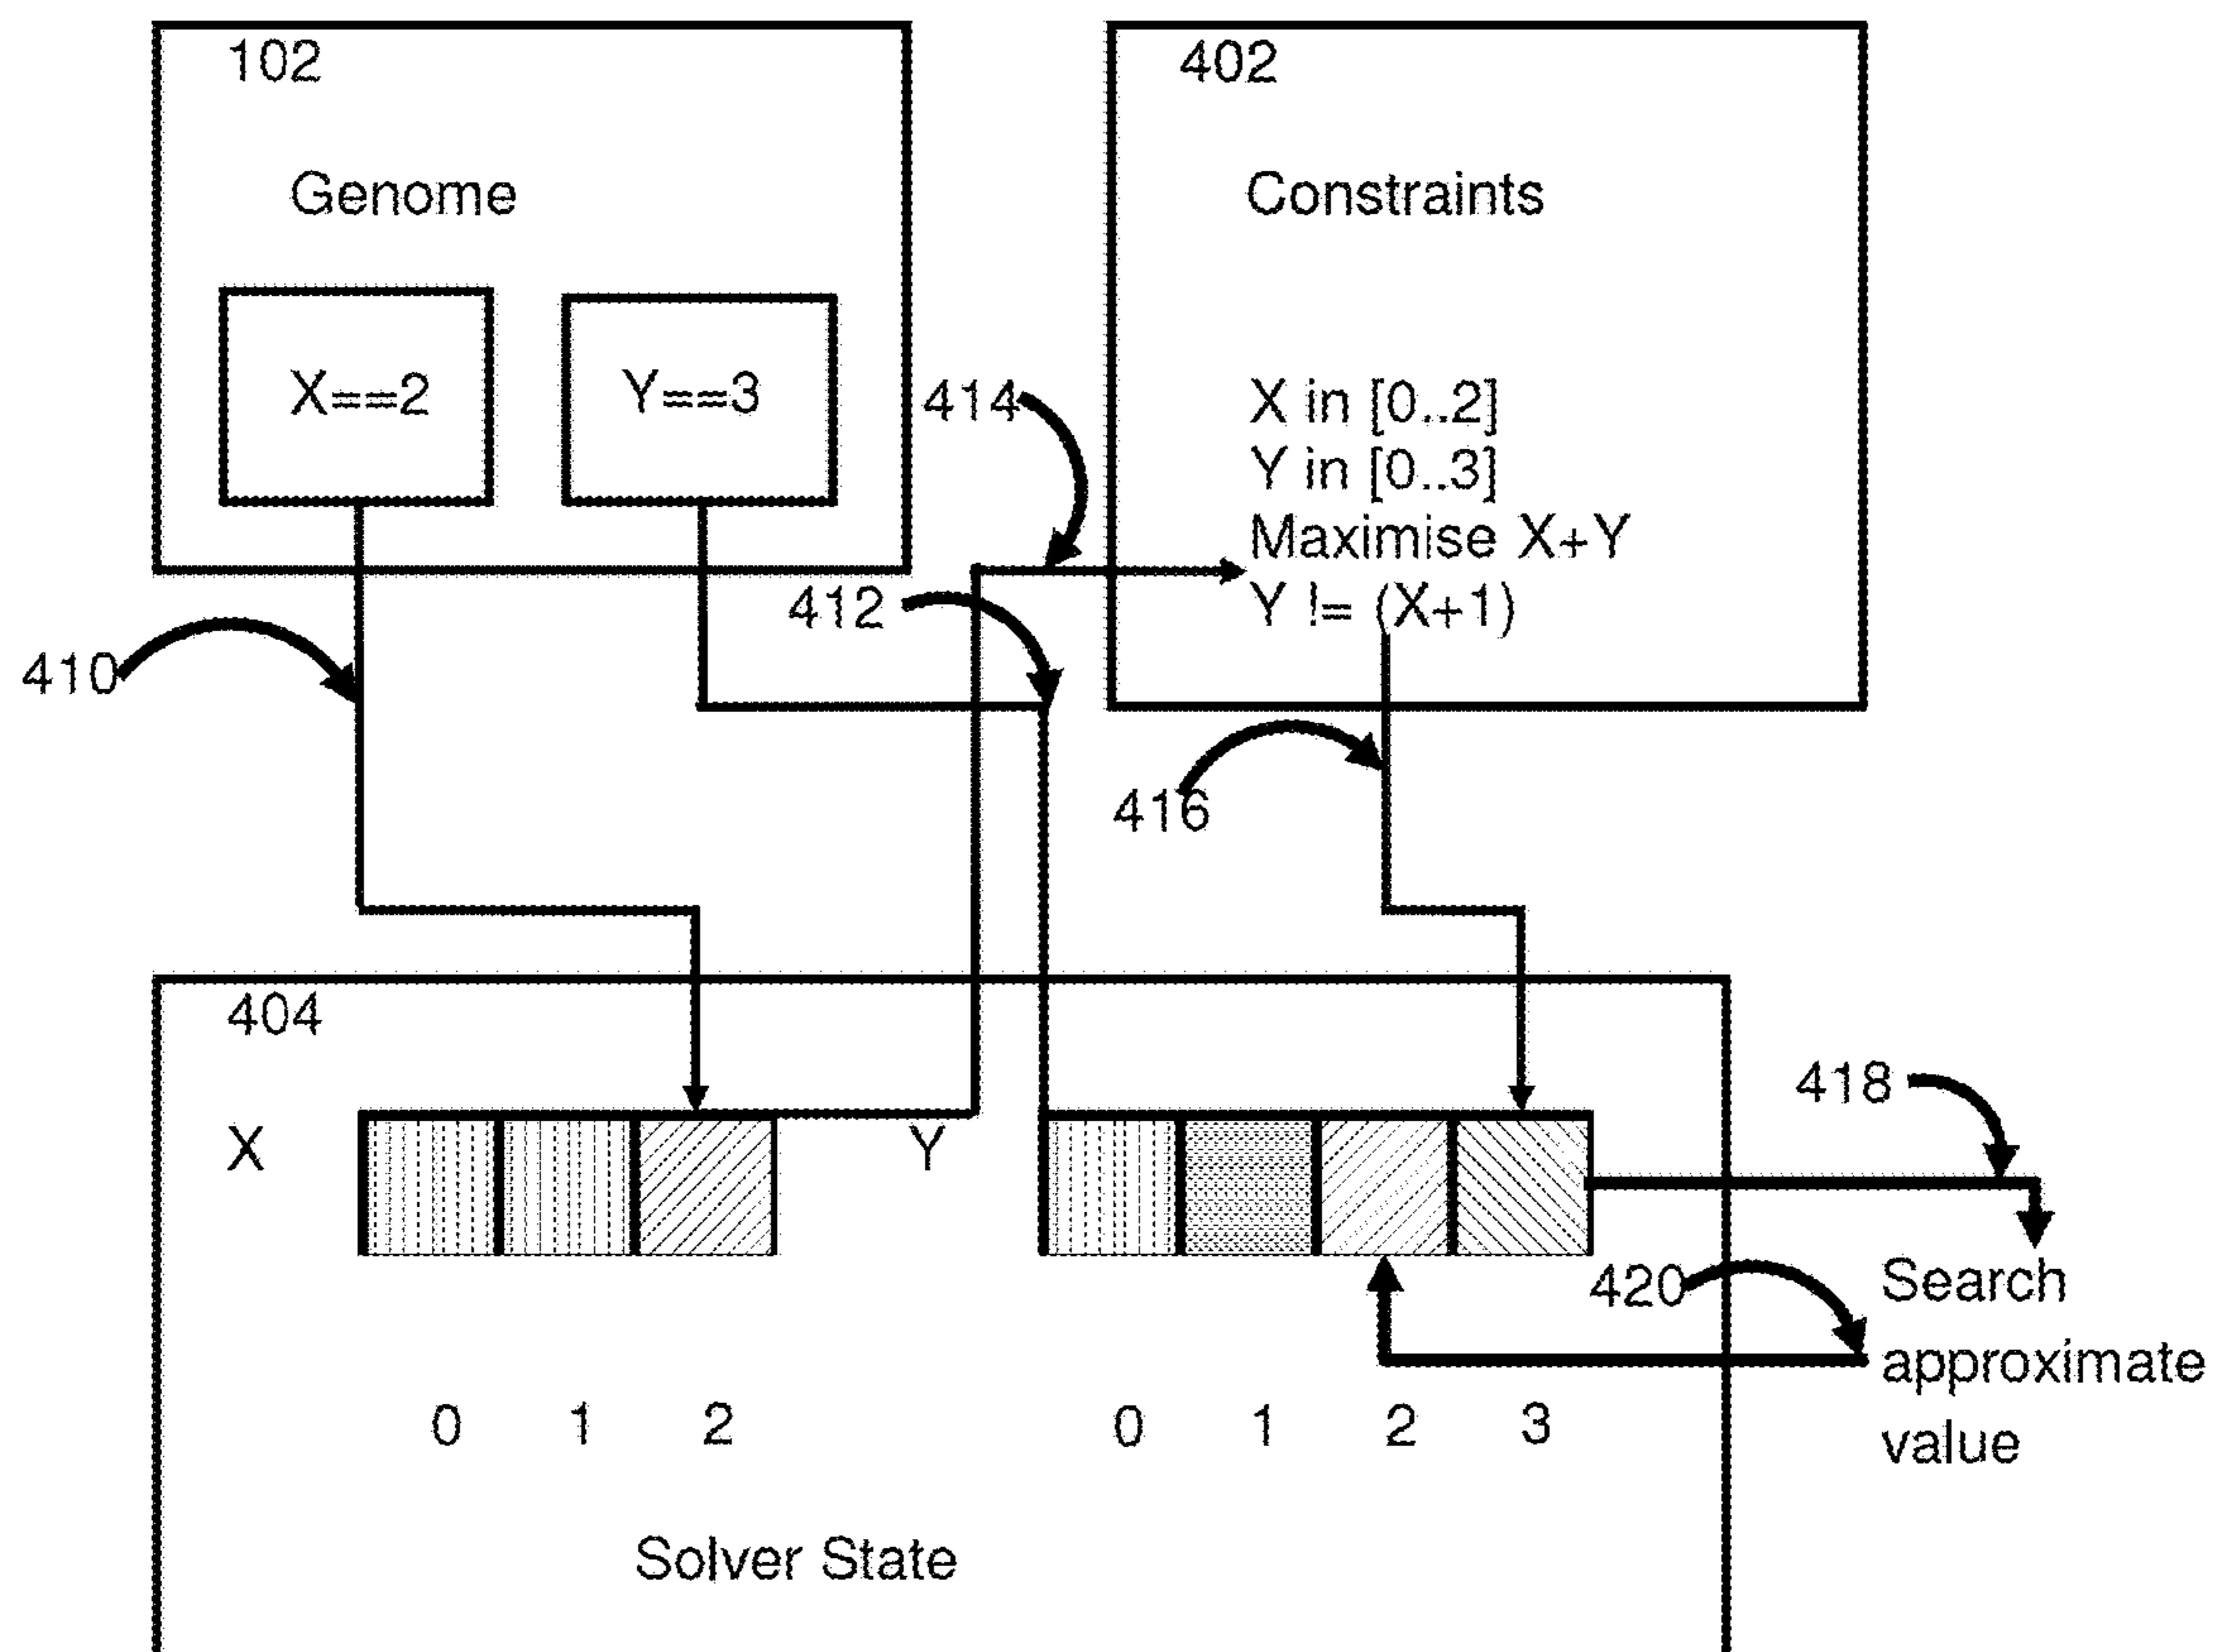 102
Genome
X==2
Y==3
402
Constraints
X in [0..2]
Y in [0..3]
Maximise X+Y
Y != (X+1)
414
412
410
416
404
X
Y
418
420
Search
approximate
value
0 1 2
0 1 2 3
Solver State